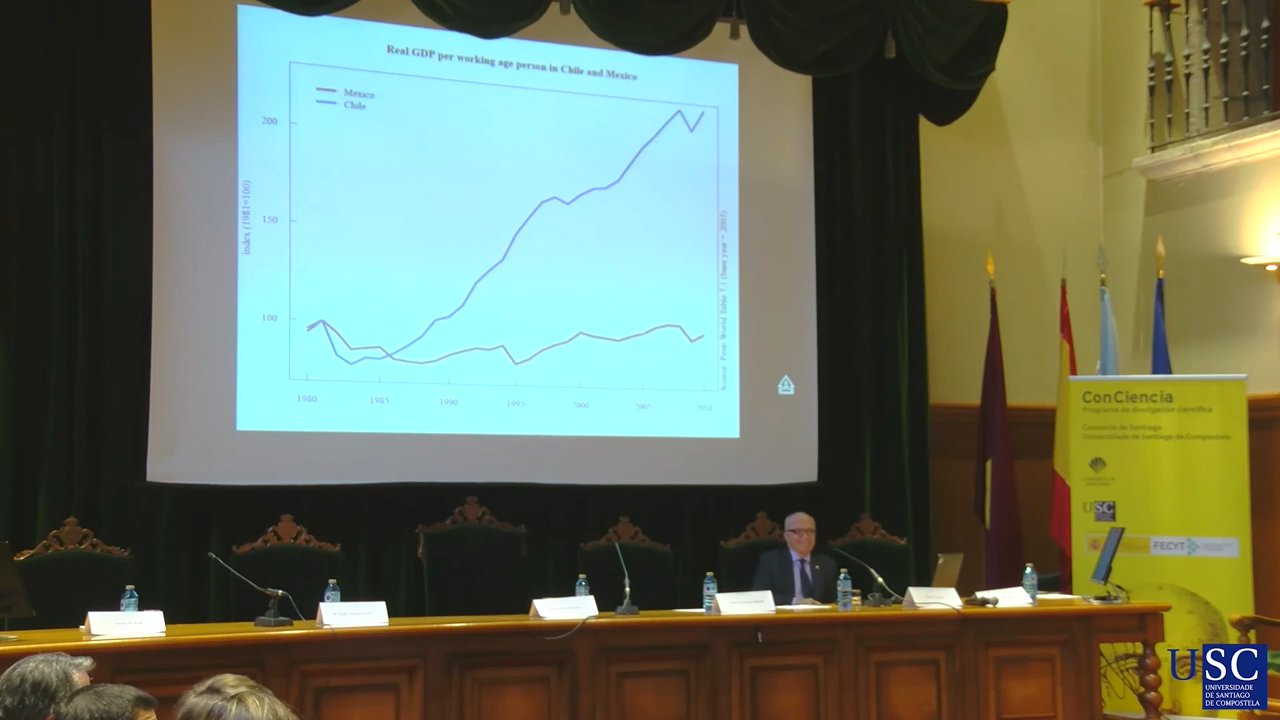 Real GDP per working age person in Chile and Mexico
Mexico
Chile
200
150
100
index (1981=100)
1980
1985
1990
1995
2000
2005
2010
Source: Penn World Table 7.1 (base year = 2005)
ConCiencia
Programa de divulgación científica
Consorcio de Santiago
Universidade de Santiago de Compostela
USC
FECYT
USC
UNIVERSIDADE
DE SANTIAGO
DE COMPOSTELA